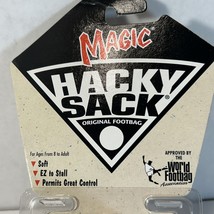 MAGIC
HACKY
SACK®
ORIGINAL FOOTBAG
For Ages From 8 to Adult
Soft
EZ to Stall
Permits Great Control
APPROVED BY
the World
Footbag
Association